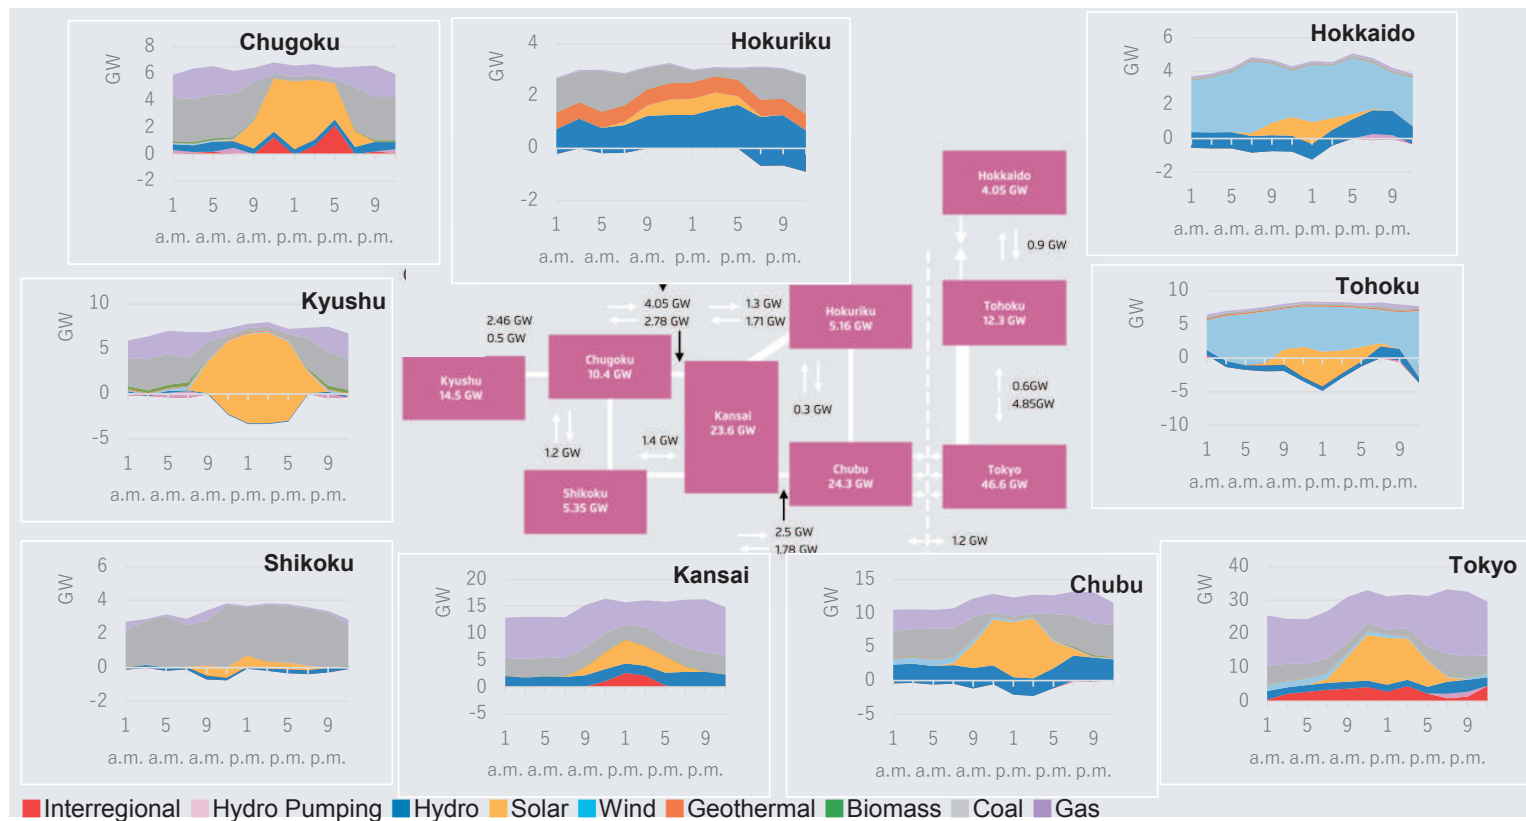 Chugoku
GW
8
6
4
2
0
-2
1 5 9 1 5 9
a.m. a.m. a.m. p.m. p.m. p.m.
Hokuriku
GW
4
2
0
-2
1 5 9 1 5 9
a.m. a.m. a.m. p.m. p.m. p.m.
Hokkaido
GW
6
4
2
0
-2
1 5 9 1 5 9
a.m. a.m. a.m. p.m. p.m. p.m.
Kyushu
GW
10
5
0
-5
1 5 9 1 5 9
a.m. a.m. a.m. p.m. p.m. p.m.
Hokkaido
4.05 GW
0.9 GW
4.05 GW
2.78 GW
1.3 GW
1.71 GW
Hokuriku
5.16 GW
Tohoku
12.3 GW
2.46 GW
0.5 GW
Chugoku
10.4 GW
Kyushu
14.5 GW
Kansai
23.6 GW
0.3 GW
0.6GW
4.85GW
1.2 GW
1.4 GW
Shikoku
5.35 GW
Chubu
24.3 GW
Tokyo
46.6 GW
2.5 GW
1.78 GW
1.2 GW
Tohoku
GW
10
5
0
-5
-10
1 5 9 1 5 9
a.m. a.m. a.m. p.m. p.m. p.m.
Shikoku
GW
6
4
2
0
-2
1 5 9 1 5 9
a.m. a.m. a.m. p.m. p.m. p.m.
Kansai
GW
20
15
10
5
0
-5
1 5 9 1 5 9
a.m. a.m. a.m. p.m. p.m. p.m.
Chubu
GW
15
10
5
0
-5
1 5 9 1 5 9
a.m. a.m. a.m. p.m. p.m. p.m.
Tokyo
GW
40
30
20
10
0
1 5 9 1 5 9
a.m. a.m. a.m. p.m. p.m. p.m.
Interregional Hydro Pumping Hydro Solar Wind Geothermal Biomass Coal Gas